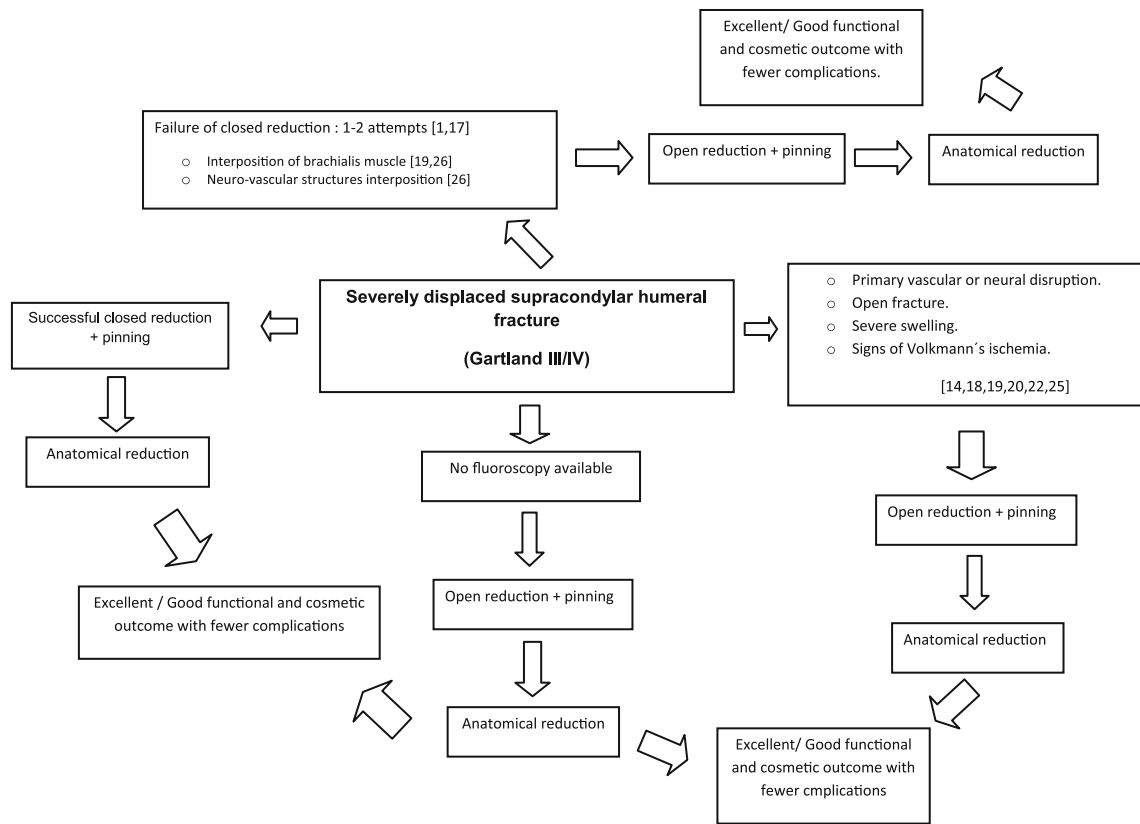 Excellent/ Good functional
and cosmetic outcome with
fewer complications.
Failure of closed reduction : 1-2 attempts [1,17]
o Interposition of brachialis muscle [19,26]
o Neuro-vascular structures interposition [26]
Open reduction + pinning
Anatomical reduction
Severely displaced supracondylar humeral
fracture
(Gartland III/IV)
o Primary vascular or neural disruption.
o Open fracture.
o Severe swelling.
o Signs of Volkmann´s ischemia.
[14,18,19,20,22,25]
Successful closed reduction
+ pinning
Anatomical reduction
No fluoroscopy available
Open reduction + pinning
Open reduction + pinning
Excellent / Good functional and cosmetic
outcome with fewer complications
Anatomical reduction
Anatomical reduction
Excellent/ Good functional
and cosmetic outcome with
fewer cmplications